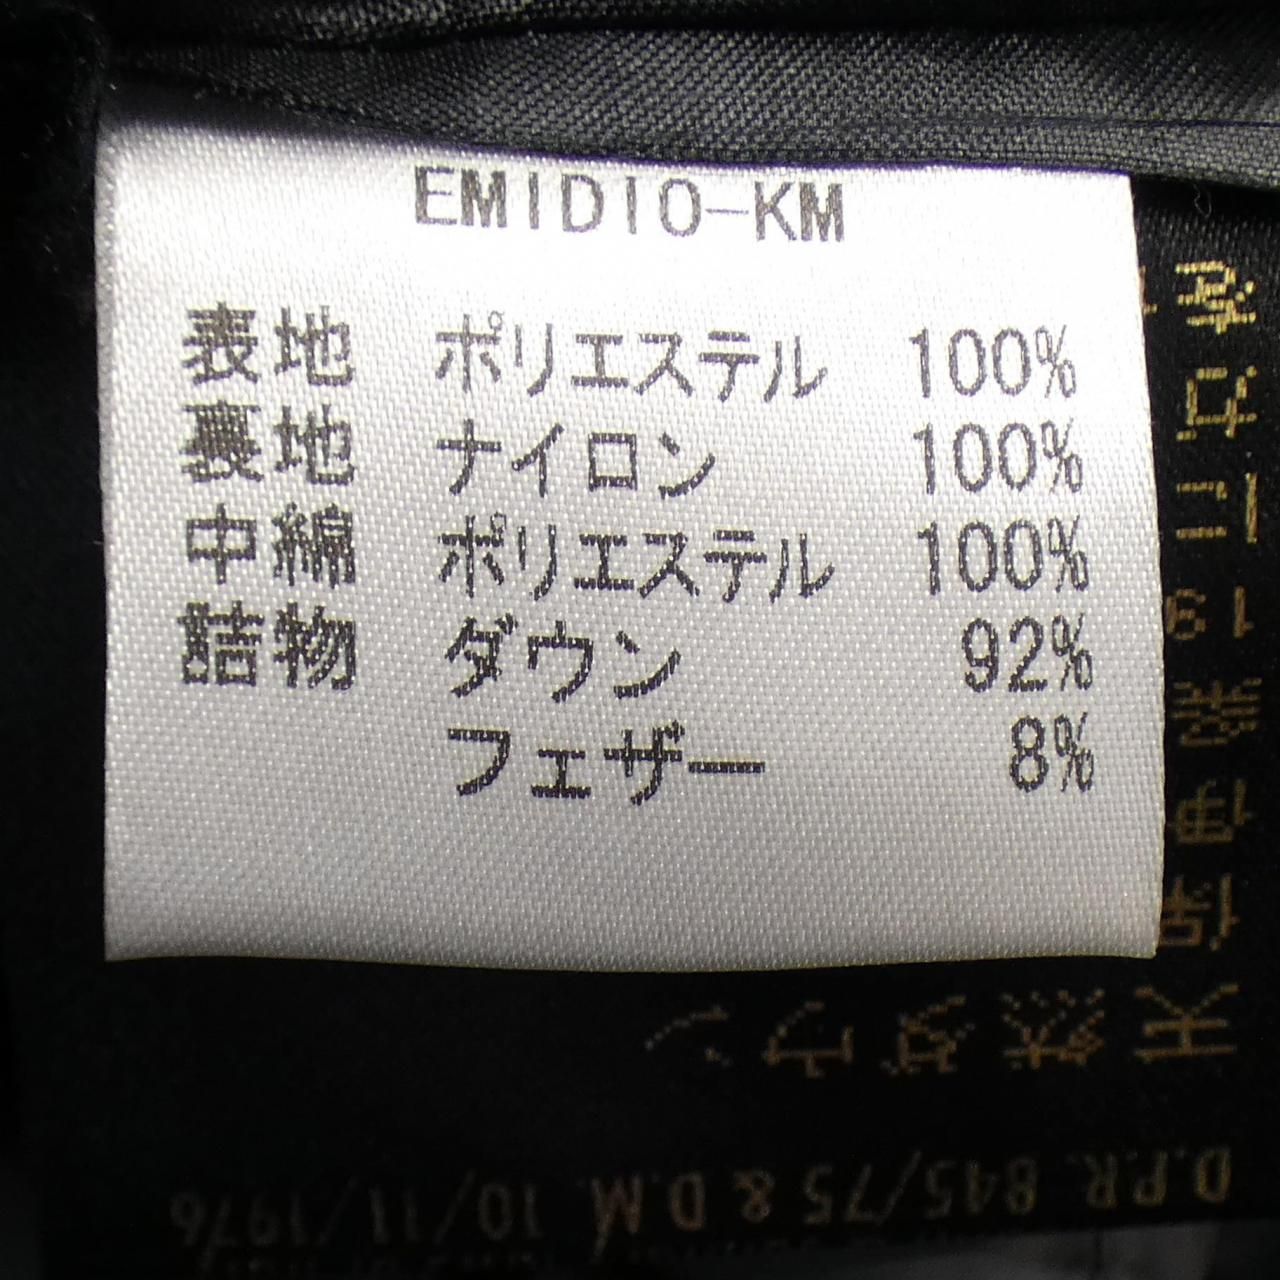 EMIDIO-KM
表地 ポリエステル 100%
裏地 ナイロン 100%
中綿 ポリエステル 100%
詰物 ダウン 92%
フェザー 8%
D.P.R. 845/75 & D.M. 10/11/1976